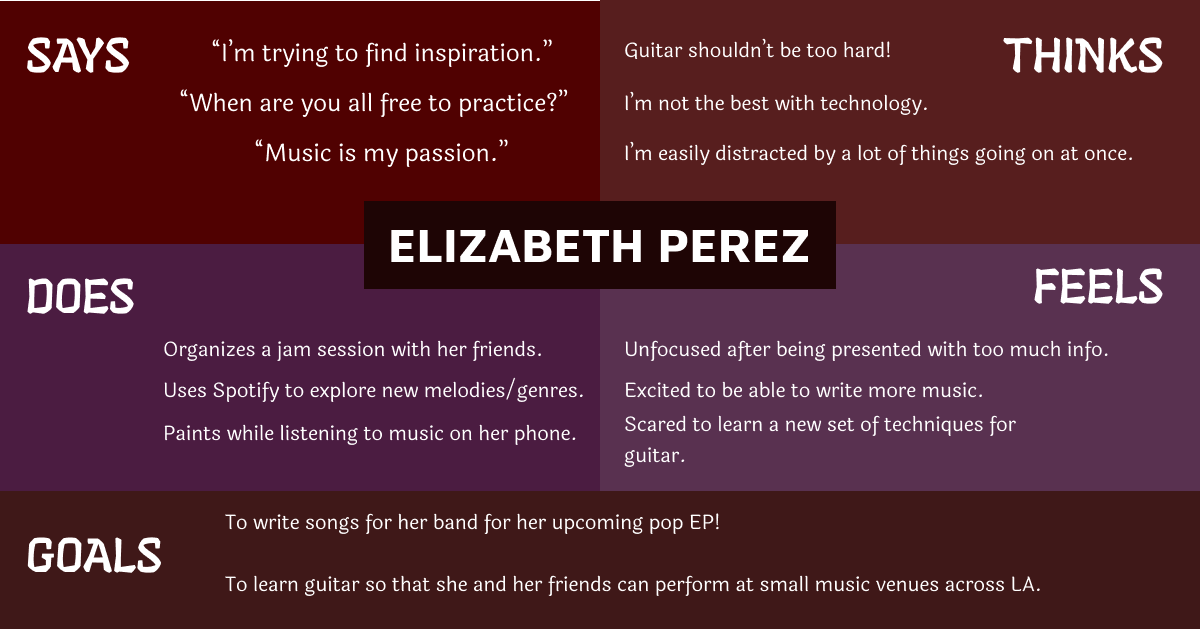 SAYS
“I’m trying to find inspiration.”
“When are you all free to practice?”
“Music is my passion.”
THINKS
Guitar shouldn’t be too hard!
I’m not the best with technology.
I’m easily distracted by a lot of things going on at once.
ELIZABETH PEREZ
DOES
Organizes a jam session with her friends.
Uses Spotify to explore new melodies/genres.
Paints while listening to music on her phone.
FEELS
Unfocused after being presented with too much info.
Excited to be able to write more music.
Scared to learn a new set of techniques for
guitar.
GOALS
To write songs for her band for her upcoming pop EP!
To learn guitar so that she and her friends can perform at small music venues across LA.